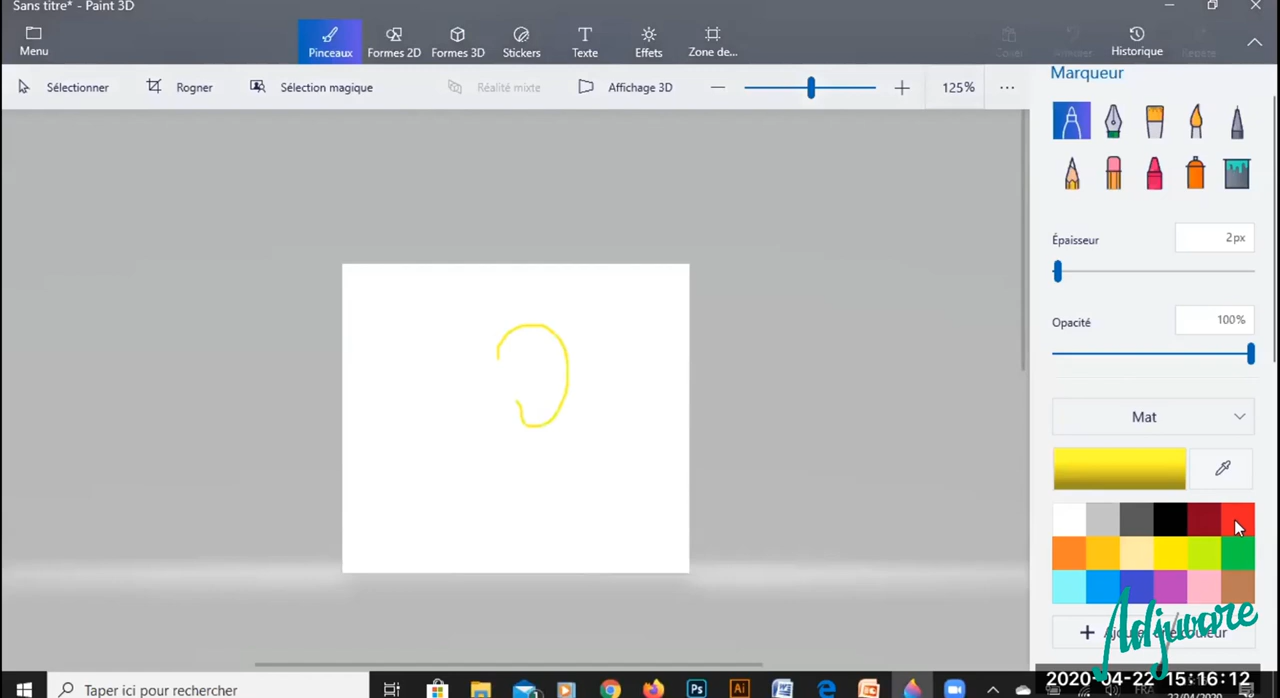 Sans titre* - Paint 3D
Menu
Pinceaux
Formes 2D
Formes 3D
Stickers
Texte
Effets
Zone de...
Historique
Sélectionner
Rogner
Sélection magique
Réalité mixte
Affichage 3D
125%
Marqueur
Épaisseur
2px
Opacité
100%
Mat
Adjware
Taper ici pour rechercher
2020-04-22 15:16:12